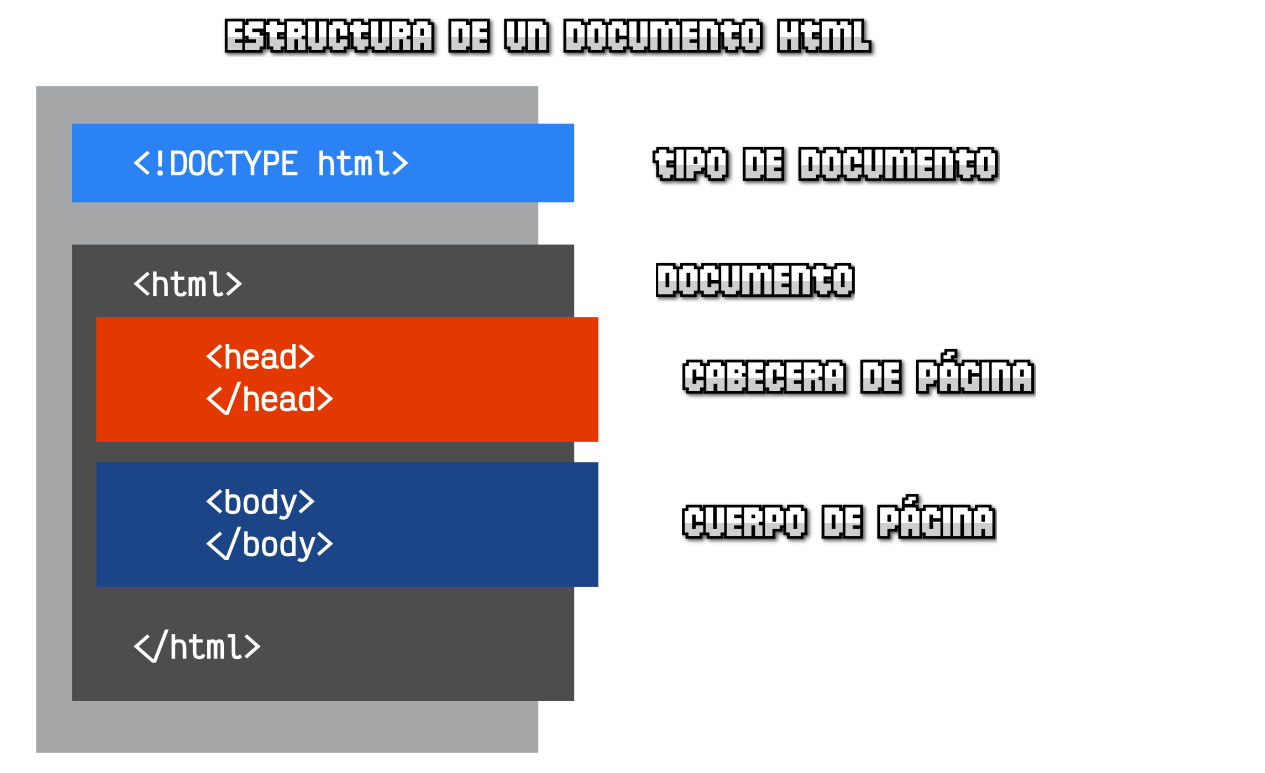 ESTRUCTURA DE UN DOCUMENTO HTML
<!DOCTYPE html>
TIPO DE DOCUMENTO
<html>
DOCUMENTO
<head>
</head>
CABECERA DE PÁGINA
<body>
</body>
CUERPO DE PÁGINA
</html>